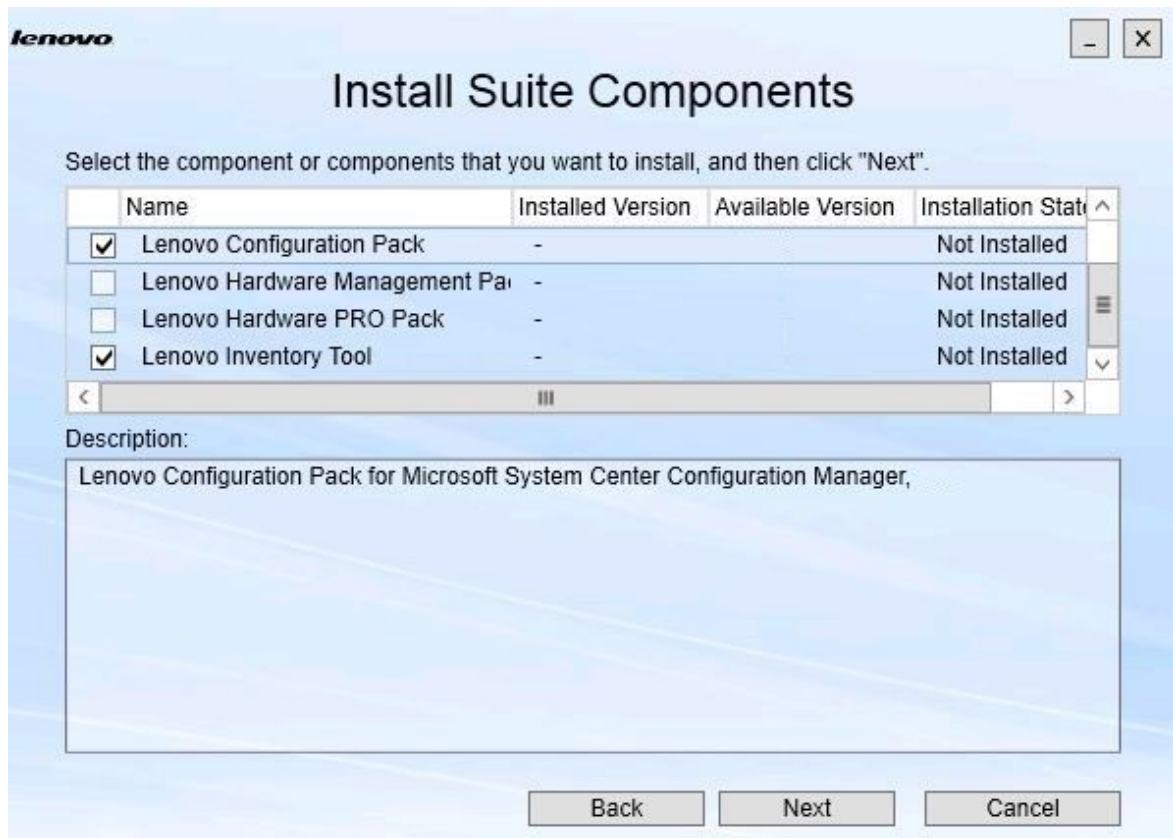 lenovo
Install Suite Components
Select the component or components that you want to install, and then click "Next".
Name Installed Version Available Version Installation State
Lenovo Configuration Pack - Not Installed
Lenovo Hardware Management Pa - Not Installed
Lenovo Hardware PRO Pack - Not Installed
Lenovo Inventory Tool - Not Installed
Description:
Lenovo Configuration Pack for Microsoft System Center Configuration Manager,
Back Next Cancel